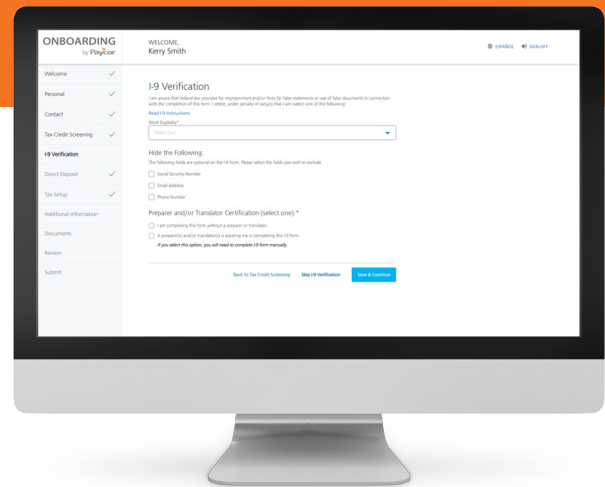 ONBOARDING
by Paycor
WELCOME,
Kerry Smith
ESPAÑOL
SIGN OFF
Welcome
Personal
Contact
Tax Credit Screening
I-9 Verification
Direct Deposit
Tax Setup
Additional Information
Documents
Review
Submit
I-9 Verification
I am aware that federal law provides for imprisonment and/or fines for false statements or use of false documents in connection
with the completion of this form. I attest, under penalty of perjury, that I am (select one of the following):
Read I-9 Instructions
Work Eligibility*
Select One
Hide the Following:
The following fields are optional on the I-9 form. Please select the fields you wish to exclude.
Social Security Number
Email Address
Phone Number
Preparer and/or Translator Certification (select one):*
I am completing this form without a preparer or translator.
A preparer(s) and/or translator(s) is assisting me in completing this I-9 form.
If you select this option, you will need to complete I-9 form manually.
Back to Tax Credit Screening
Skip I-9 Verification
Save & Continue